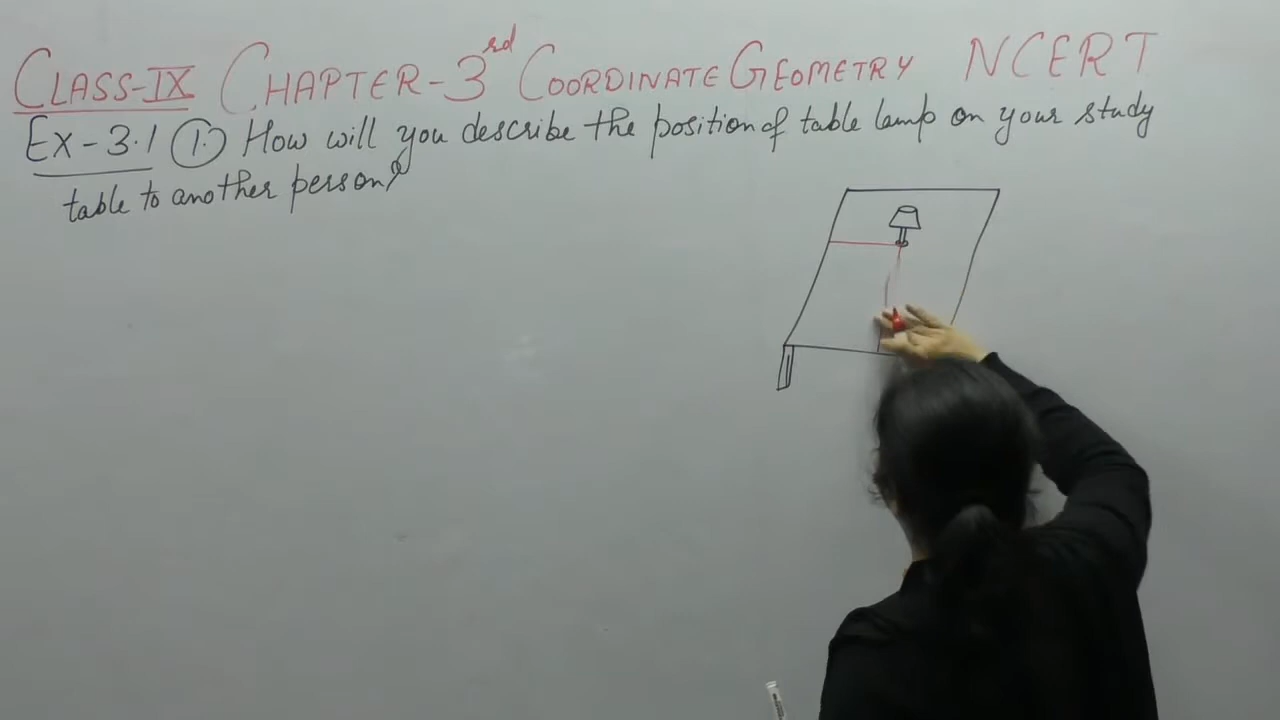 CLASS-IX CHAPTER-3rd COORDINATE GEOMETRY NCERT
EX-3.1 (1.) How will you describe the position of table lamp on your study
table to another person?